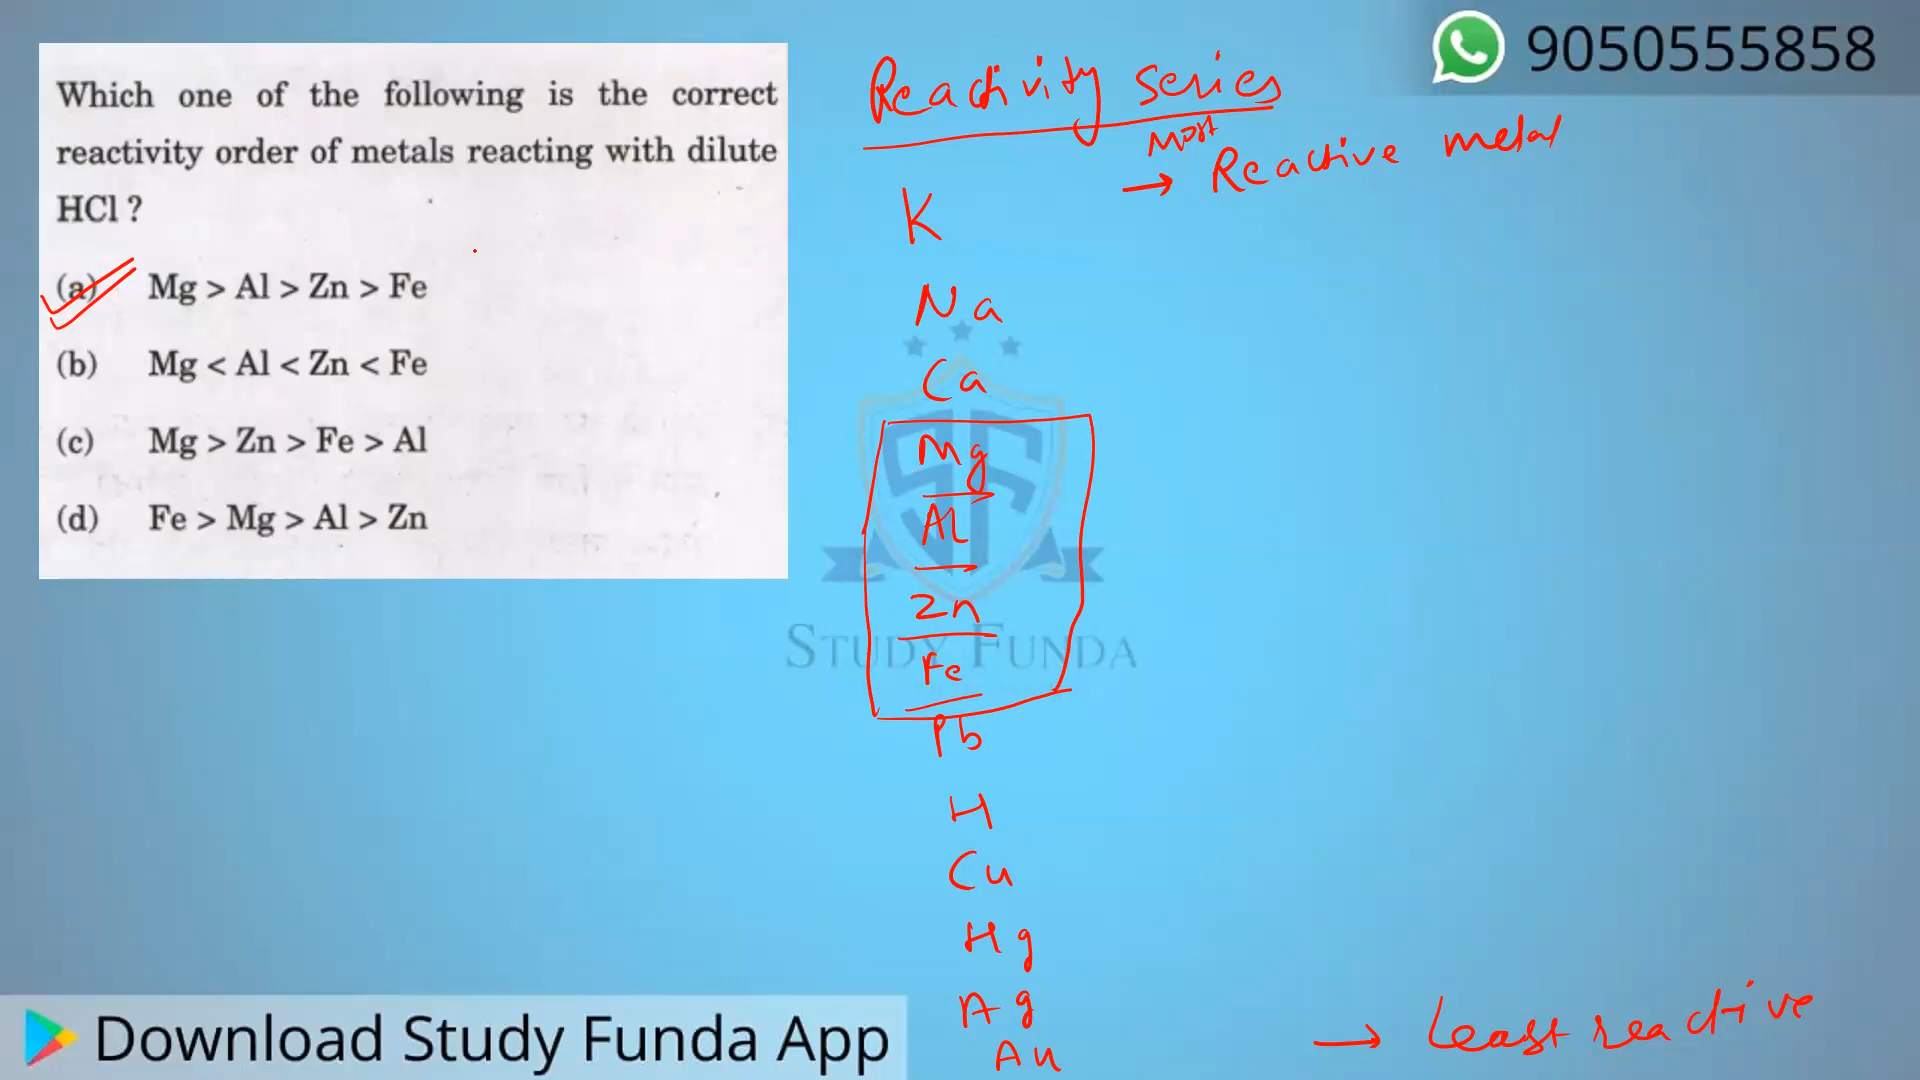 9050555858
Which one of the following is the correct
reactivity order of metals reacting with dilute
HCl ?
(a) Mg > Al > Zn > Fe
(b) Mg < Al < Zn < Fe
(c) Mg > Zn > Fe > Al
(d) Fe > Mg > Al > Zn
Reactivity series
Most
→ Reactive metal
K
Na
Ca
Mg
Al
Zn
Fe
Pb
H
Cu
Hg
Ag
Au
→ Least reactive
STUDY FUNDA
Download Study Funda App